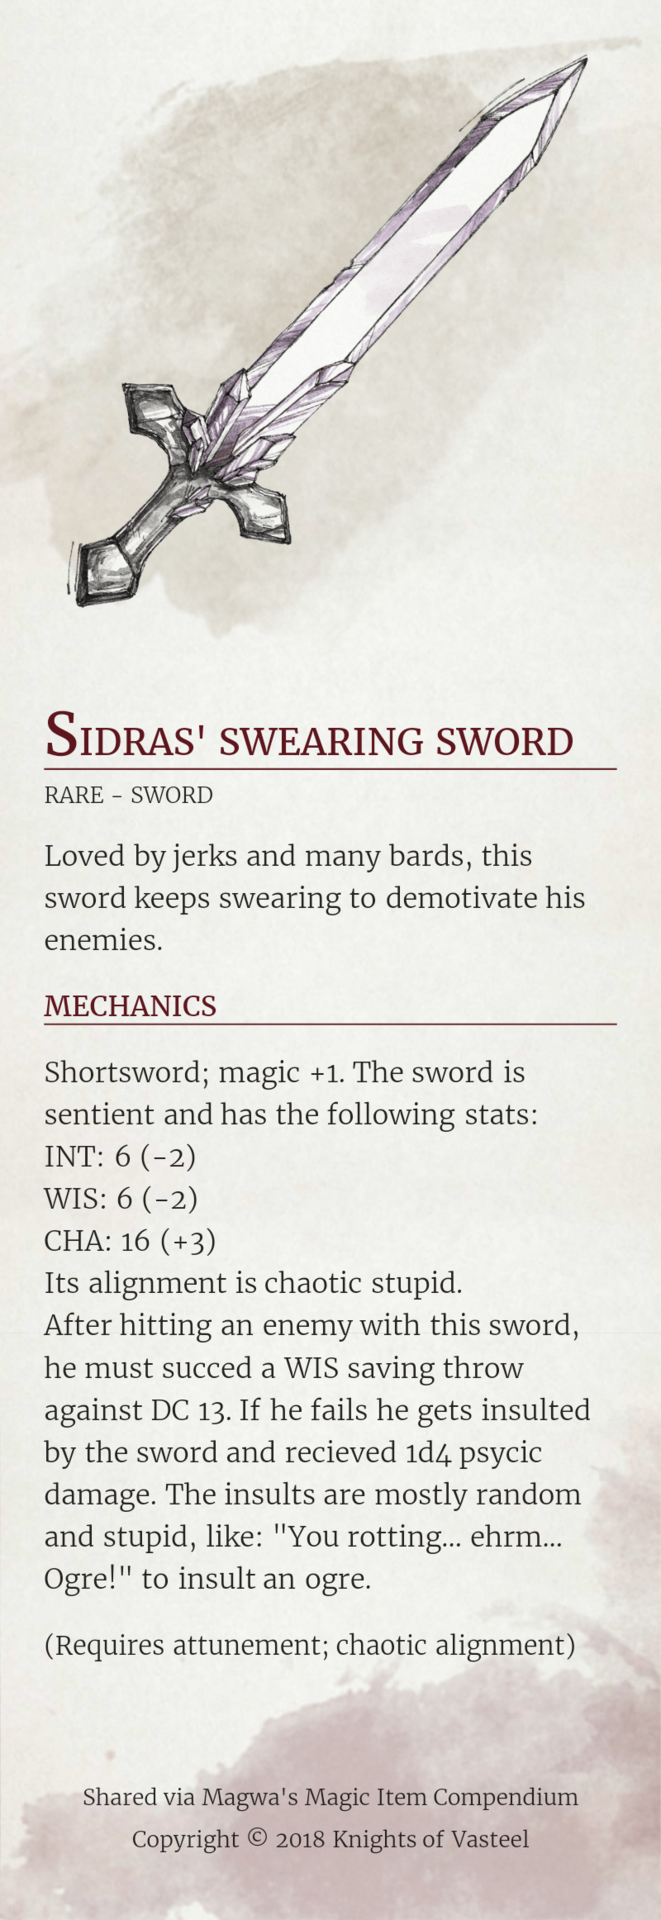 Sidras' swearing sword
RARE - SWORD
Loved by jerks and many bards, this
sword keeps swearing to demotivate his
enemies.
MECHANICS
Shortsword; magic +1. The sword is
sentient and has the following stats:
INT: 6 (-2)
WIS: 6 (-2)
CHA: 16 (+3)
Its alignment is chaotic stupid.
After hitting an enemy with this sword,
he must succed a WIS saving throw
against DC 13. If he fails he gets insulted
by the sword and recieved 1d4 psycic
damage. The insults are mostly random
and stupid, like: "You rotting... ehrm...
Ogre!" to insult an ogre.
(Requires attunement; chaotic alignment)
Shared via Magwa's Magic Item Compendium
Copyright © 2018 Knights of Vasteel